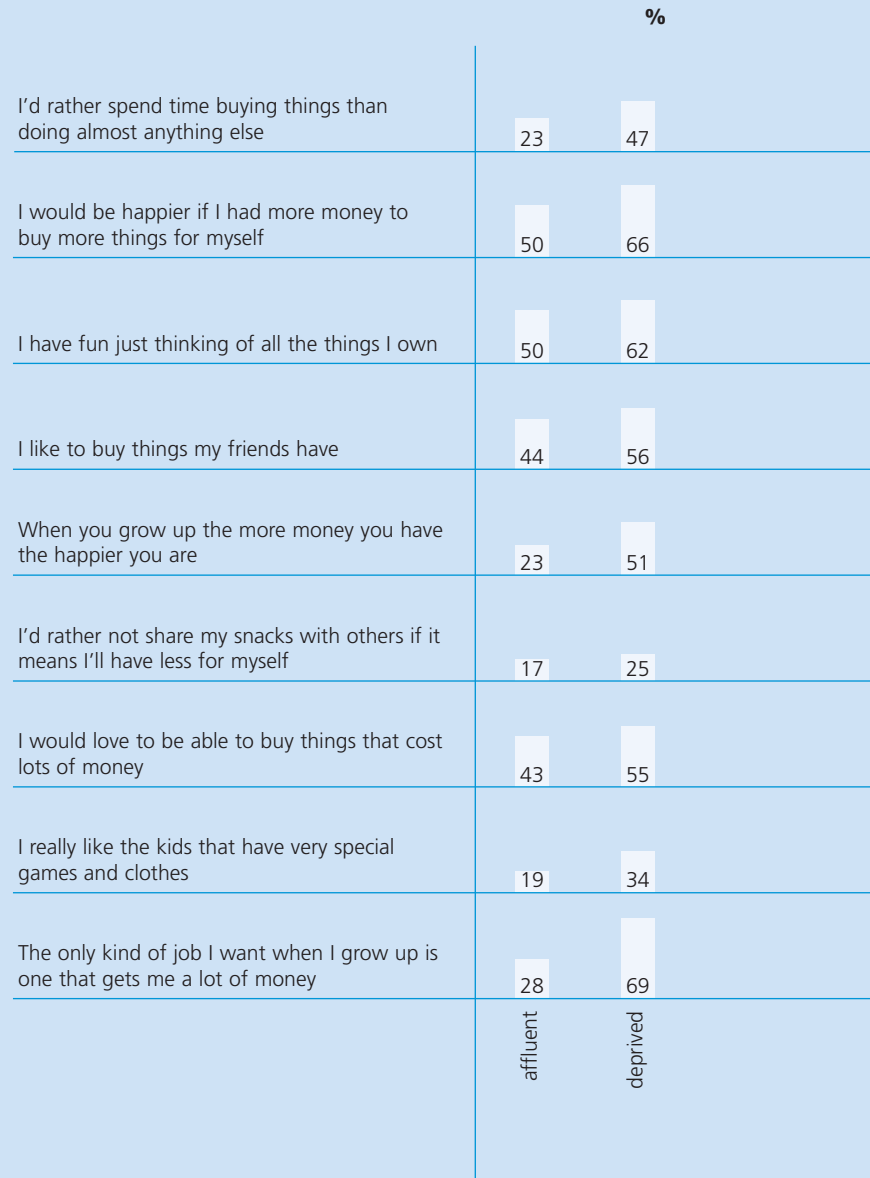 %
I’d rather spend time buying things than
doing almost anything else
23 47
I would be happier if I had more money to
buy more things for myself
50 66
I have fun just thinking of all the things I own
50 62
I like to buy things my friends have
44 56
When you grow up the more money you have
the happier you are
23 51
I’d rather not share my snacks with others if it
means I’ll have less for myself
17 25
I would love to be able to buy things that cost
lots of money
43 55
I really like the kids that have very special
games and clothes
19 34
The only kind of job I want when I grow up is
one that gets me a lot of money
28 69
affluent
deprived